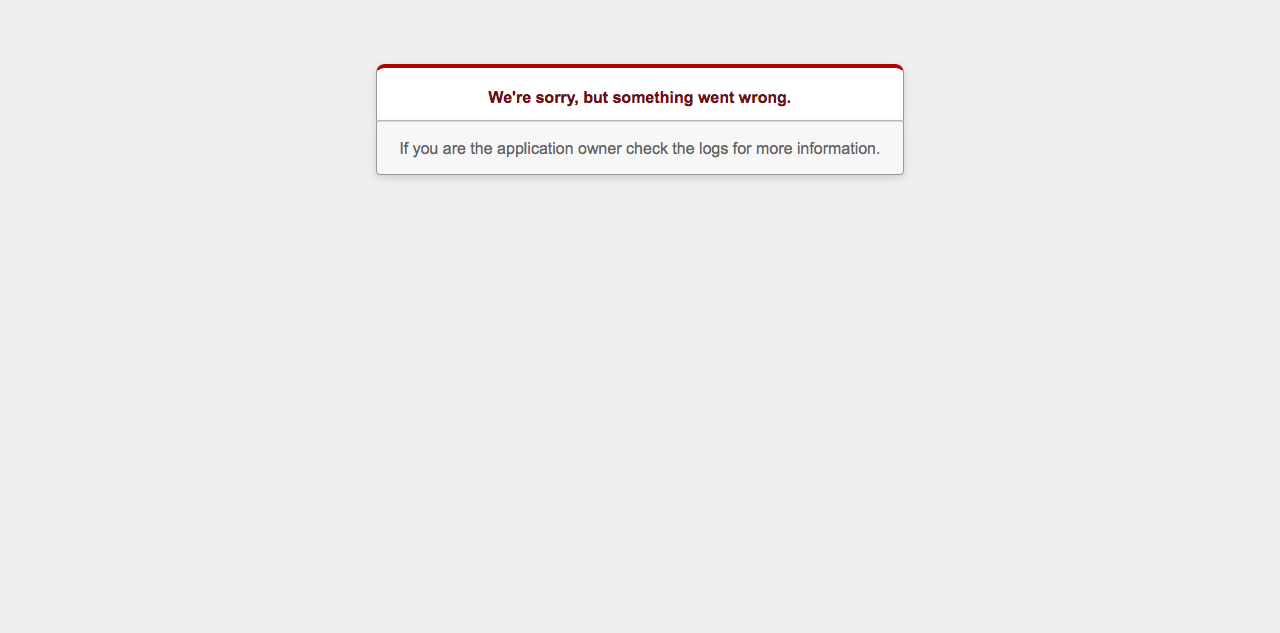 We're sorry, but something went wrong.
If you are the application owner check the logs for more information.